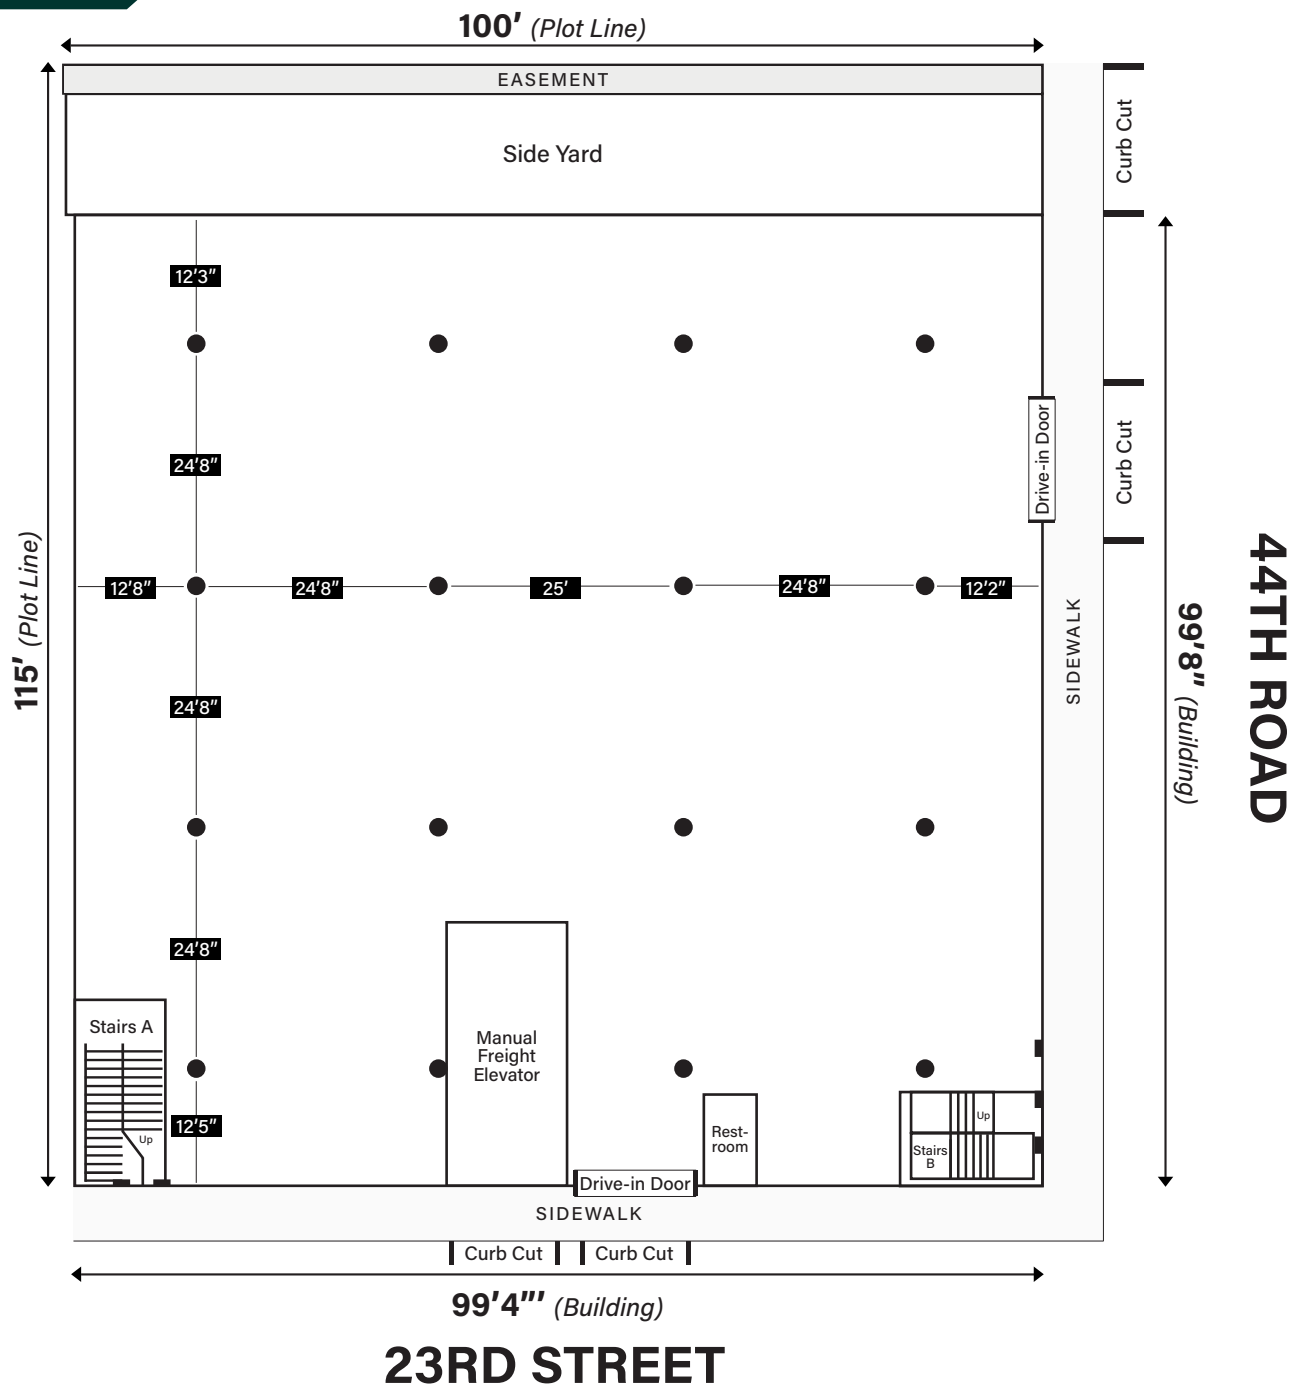 100' (Plot Line)
EASEMENT
Side Yard
Curb Cut
12'3"
24'8"
Drive-in Door
Curb Cut
115' (Plot Line)
12'8"
24'8"
25'
24'8"
12'2"
SIDEWALK
99'8" (Building)
44TH ROAD
24'8"
24'8"
Stairs A
Up
12'5"
Manual
Freight
Elevator
Rest-
room
Up
Stairs
B
Drive-in Door
SIDEWALK
Curb Cut
Curb Cut
99'4"' (Building)
23RD STREET